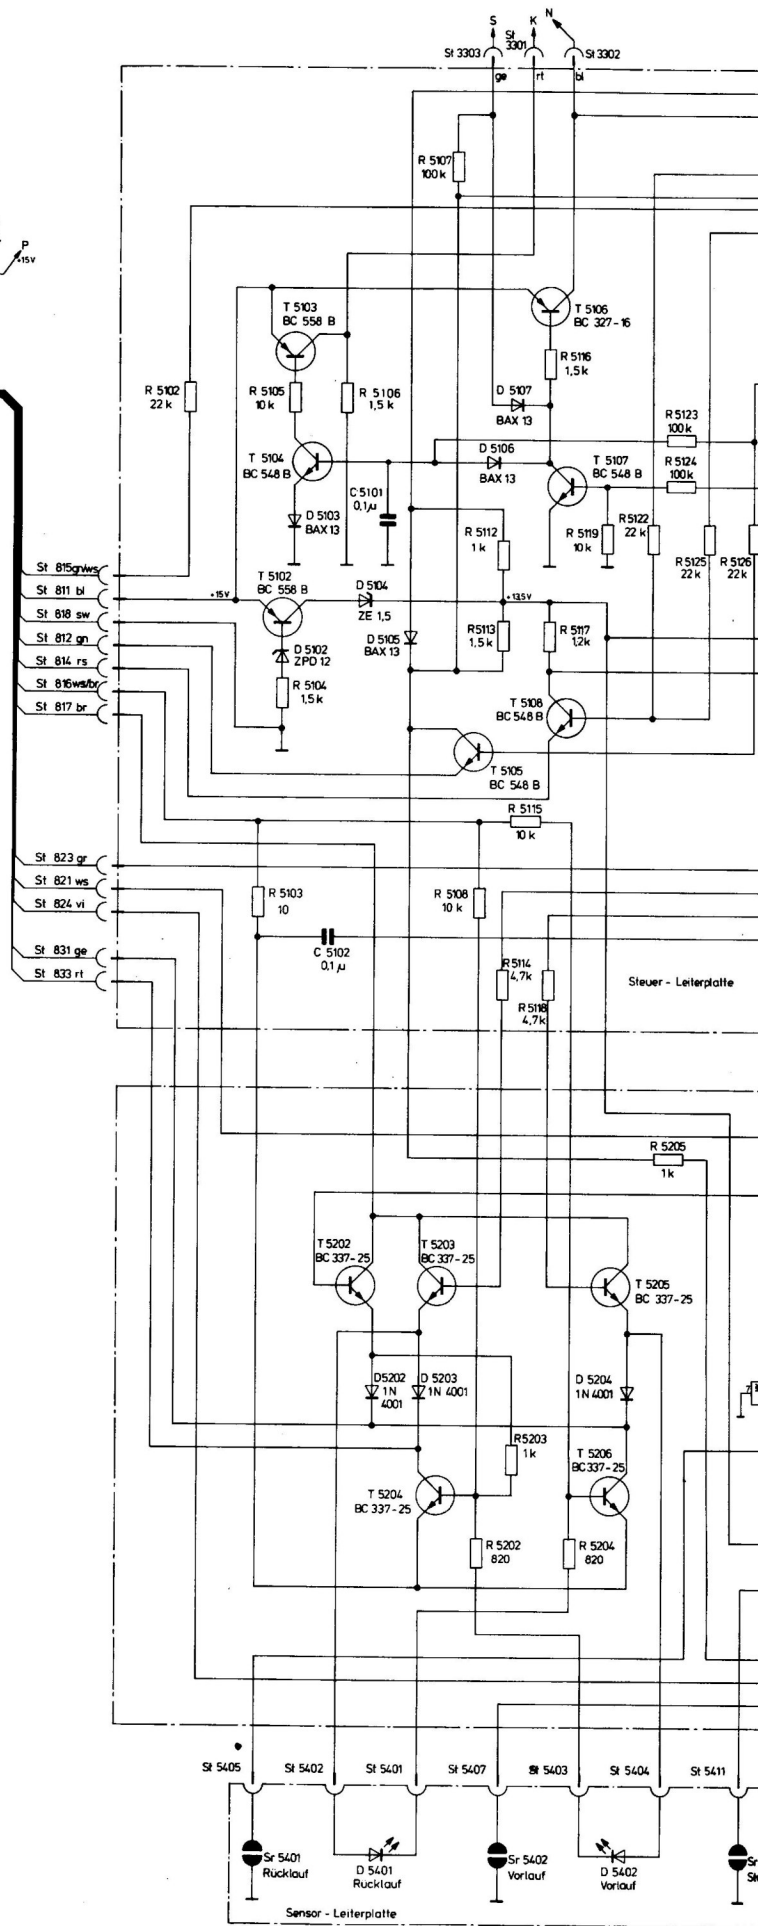 S
K
N
St 3303
St
3301
St 3302
ge
rt
bl
R 5107
100 k
P
+15V
T 5103
BC 558 B
T 5106
BC 327-16
R 5116
1,5 k
R 5102
22 k
R 5105
10 k
R 5106
1,5 k
D 5107
BAX 13
R 5123
100 k
T 5104
BC 548 B
D 5106
BAX 13
T 5107
BC 548 B
R 5124
100 k
C 5101
0,1 µ
D 5103
BAX 13
R 5112
1 k
R 5119
10 k
R 5122
22 k
R 5125
22 k
R 5126
22 k
St 815gn/ws
St 811 bl
St 818 sw
St 812 gn
St 814 rs
St 816ws/br
St 817 br
+15V
T 5102
BC 558 B
D 5104
ZE 1,5
+13,5V
D 5102
ZPD 12
D 5105
BAX 13
R 5113
1,5 k
R 5117
1,2k
R 5104
1,5 k
T 5108
BC 548 B
T 5105
BC 548 B
R 5115
10 k
St 823 gr
St 821 ws
St 824 vi
St 831 ge
St 833 rt
R 5103
10
R 5108
10 k
C 5102
0,1 µ
R 5114
4,7k
R 5118
4,7k
Steuer - Leiterplatte
R 5205
1 k
T 5202
BC 337-25
T 5203
BC 337-25
T 5205
BC 337-25
D 5202
1N
4001
D 5203
1N 4001
D 5204
1N 4001
7
R 5203
1 k
T 5204
BC 337-25
T 5206
BC 337-25
R 5202
820
R 5204
820
St 5405
St 5402
St 5401
St 5407
St 5403
St 5404
St 5411
Sr 5401
Rücklauf
D 5401
Rücklauf
Sr 5402
Vorlauf
D 5402
Vorlauf
Sr
Sensor - Leiterplatte